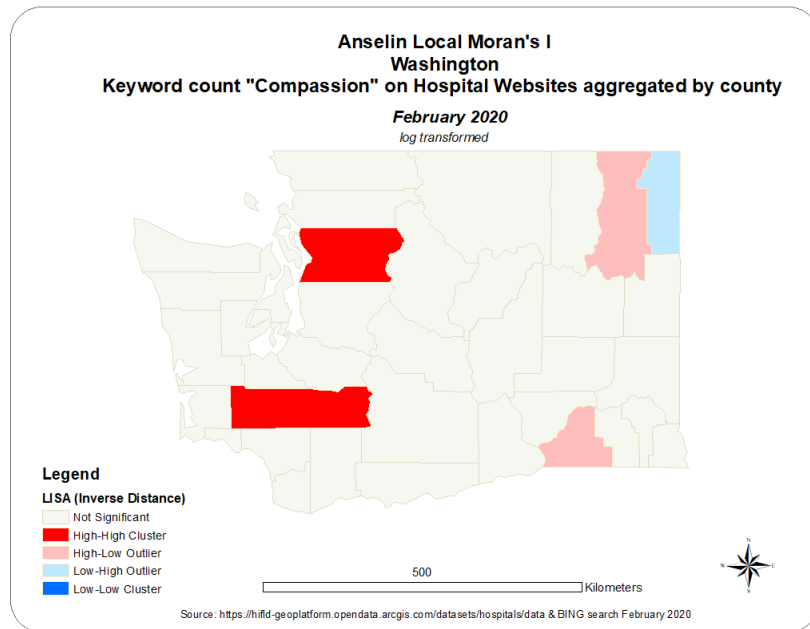 Anselin Local Moran's I
Washington
Keyword count "Compassion" on Hospital Websites aggregated by county
February 2020
log transformed
Legend
LISA (Inverse Distance)
Not Significant
High-High Cluster
High-Low Outlier
Low-High Outlier
Low-Low Cluster
500
Kilometers
N
W E
S
Source: https://hifld-geoplatform.opendata.arcgis.com/datasets/hospitals/data & BING search February 2020